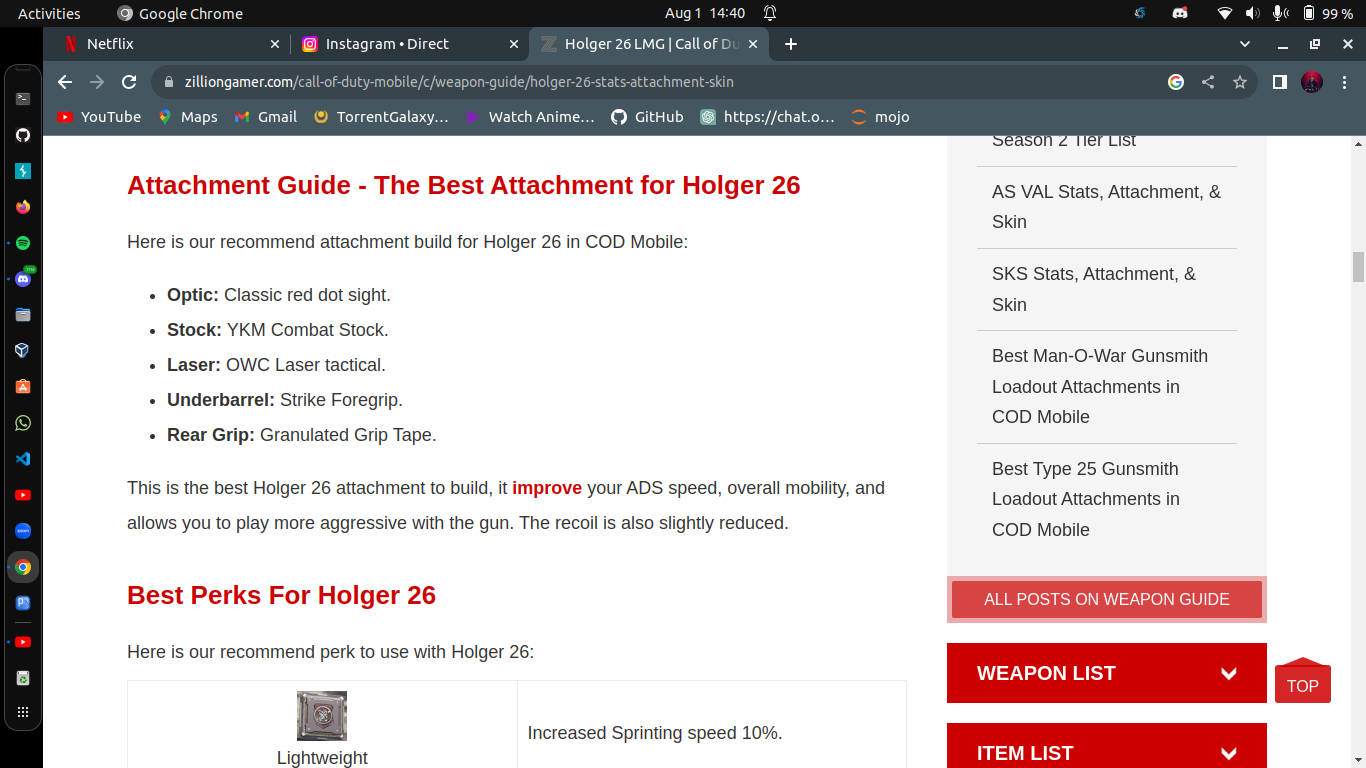 Activities
Google Chrome
Aug 1 14:40
99 %
Netflix
Instagram • Direct
Holger 26 LMG | Call of Du
zilliongamer.com/call-of-duty-mobile/c/weapon-guide/holger-26-stats-attachment-skin
YouTube
Maps
Gmail
TorrentGalaxy…
Watch Anime…
GitHub
https://chat.o…
mojo
Attachment Guide - The Best Attachment for Holger 26
Here is our recommend attachment build for Holger 26 in COD Mobile:
• Optic: Classic red dot sight.
• Stock: YKM Combat Stock.
• Laser: OWC Laser tactical.
• Underbarrel: Strike Foregrip.
• Rear Grip: Granulated Grip Tape.
This is the best Holger 26 attachment to build, it improve your ADS speed, overall mobility, and
allows you to play more aggressive with the gun. The recoil is also slightly reduced.
Best Perks For Holger 26
Here is our recommend perk to use with Holger 26:
Lightweight
Increased Sprinting speed 10%.
Season 2 Tier List
AS VAL Stats, Attachment, &
Skin
SKS Stats, Attachment, &
Skin
Best Man-O-War Gunsmith
Loadout Attachments in
COD Mobile
Best Type 25 Gunsmith
Loadout Attachments in
COD Mobile
ALL POSTS ON WEAPON GUIDE
WEAPON LIST
ITEM LIST
TOP